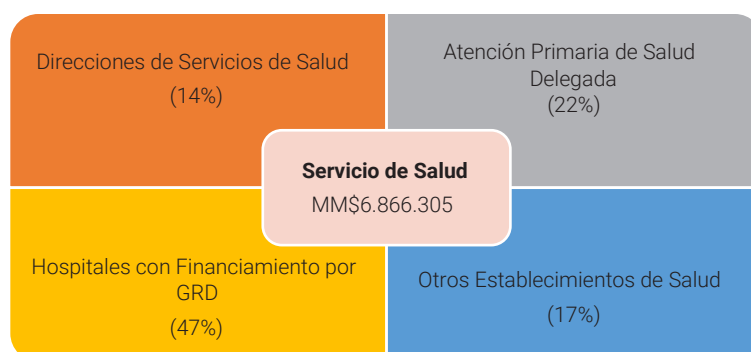 Direcciones de Servicios de Salud
(14%)
Atención Primaria de Salud
Delegada
(22%)
Servicio de Salud
MM$6.866.305
Hospitales con Financiamiento por
GRD
(47%)
Otros Establecimientos de Salud
(17%)